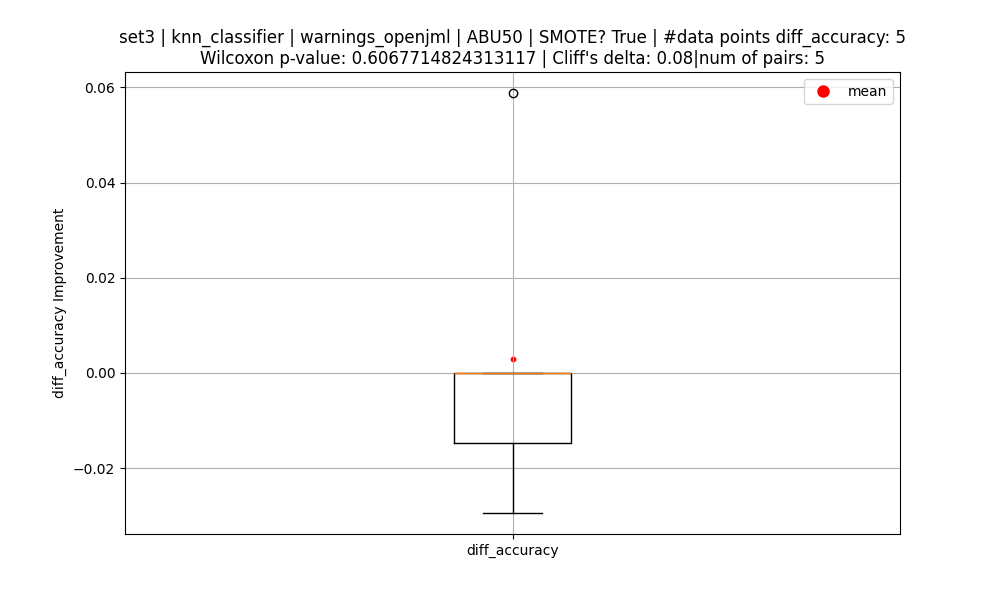 set3 | knn_classifier | warnings_openjml | ABU50 | SMOTE? True | #data points diff_accuracy: 5
Wilcoxon p-value: 0.6067714824313117 | Cliff's delta: 0.08|num of pairs: 5
mean
0.06
0.04
0.02
0.00
−0.02
diff_accuracy Improvement
diff_accuracy